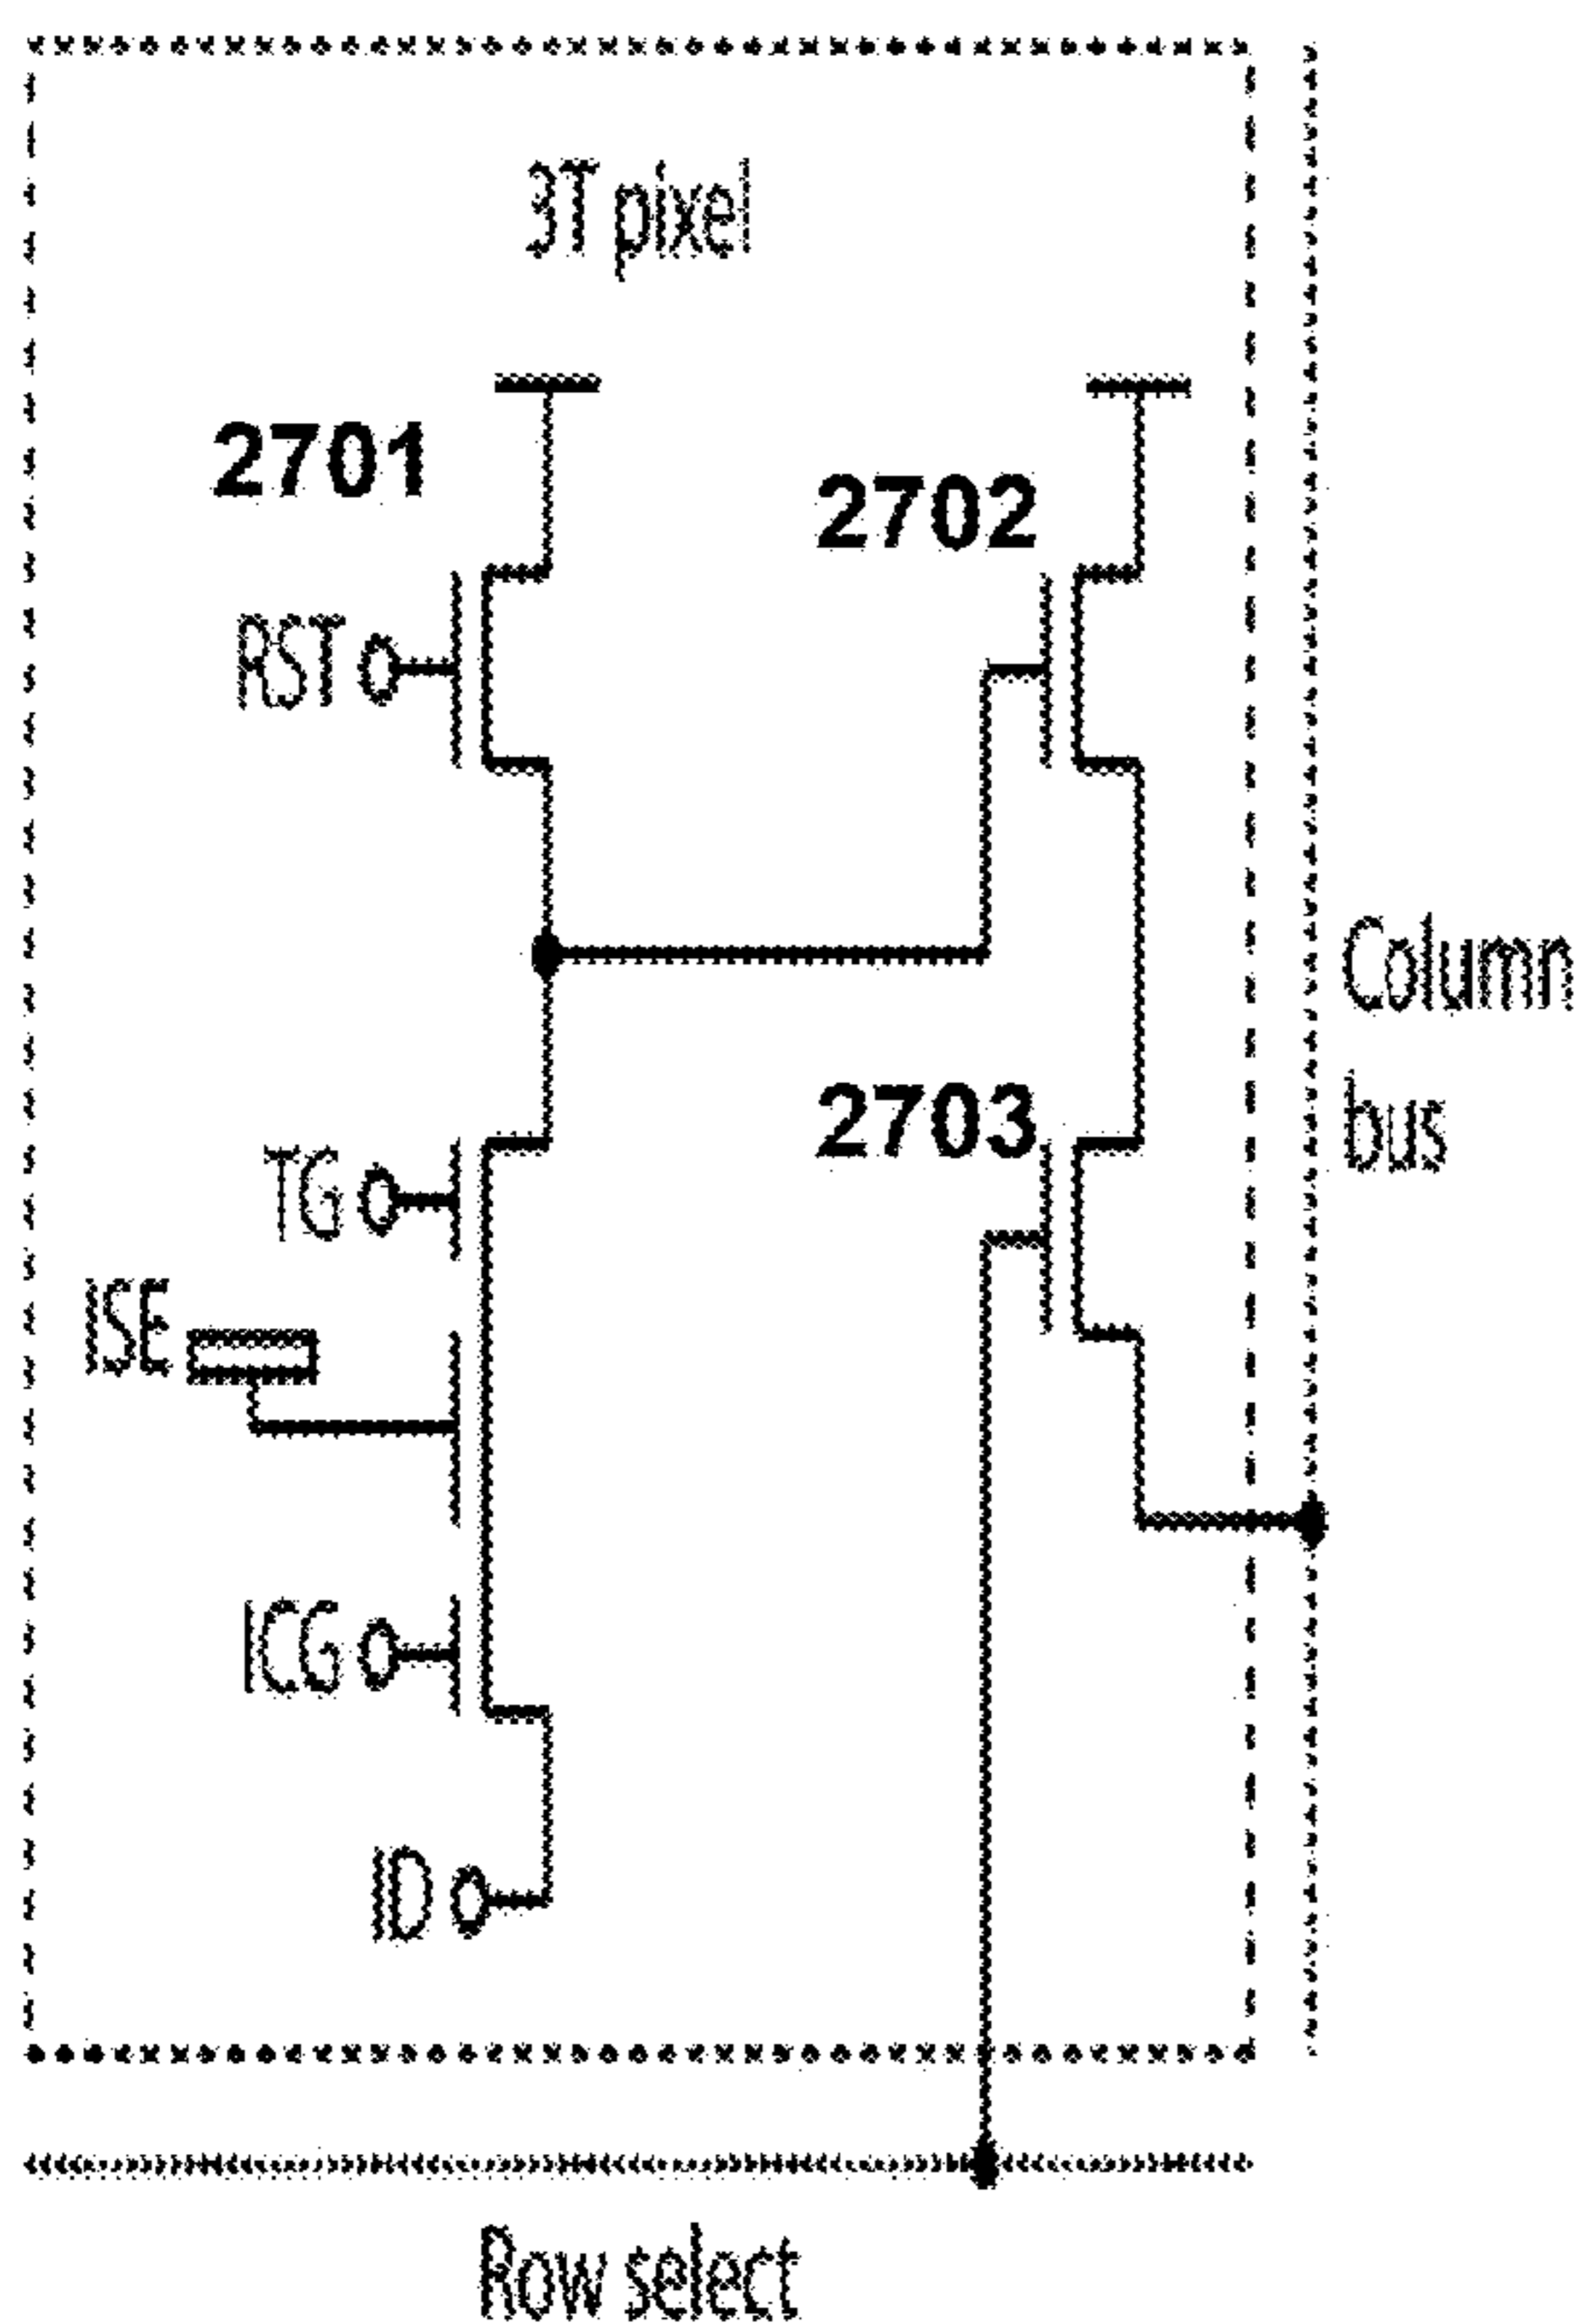 3T pixel
2701
2702
RST
Column
bus
2703
TG
ISE
ICG
ID
Row select